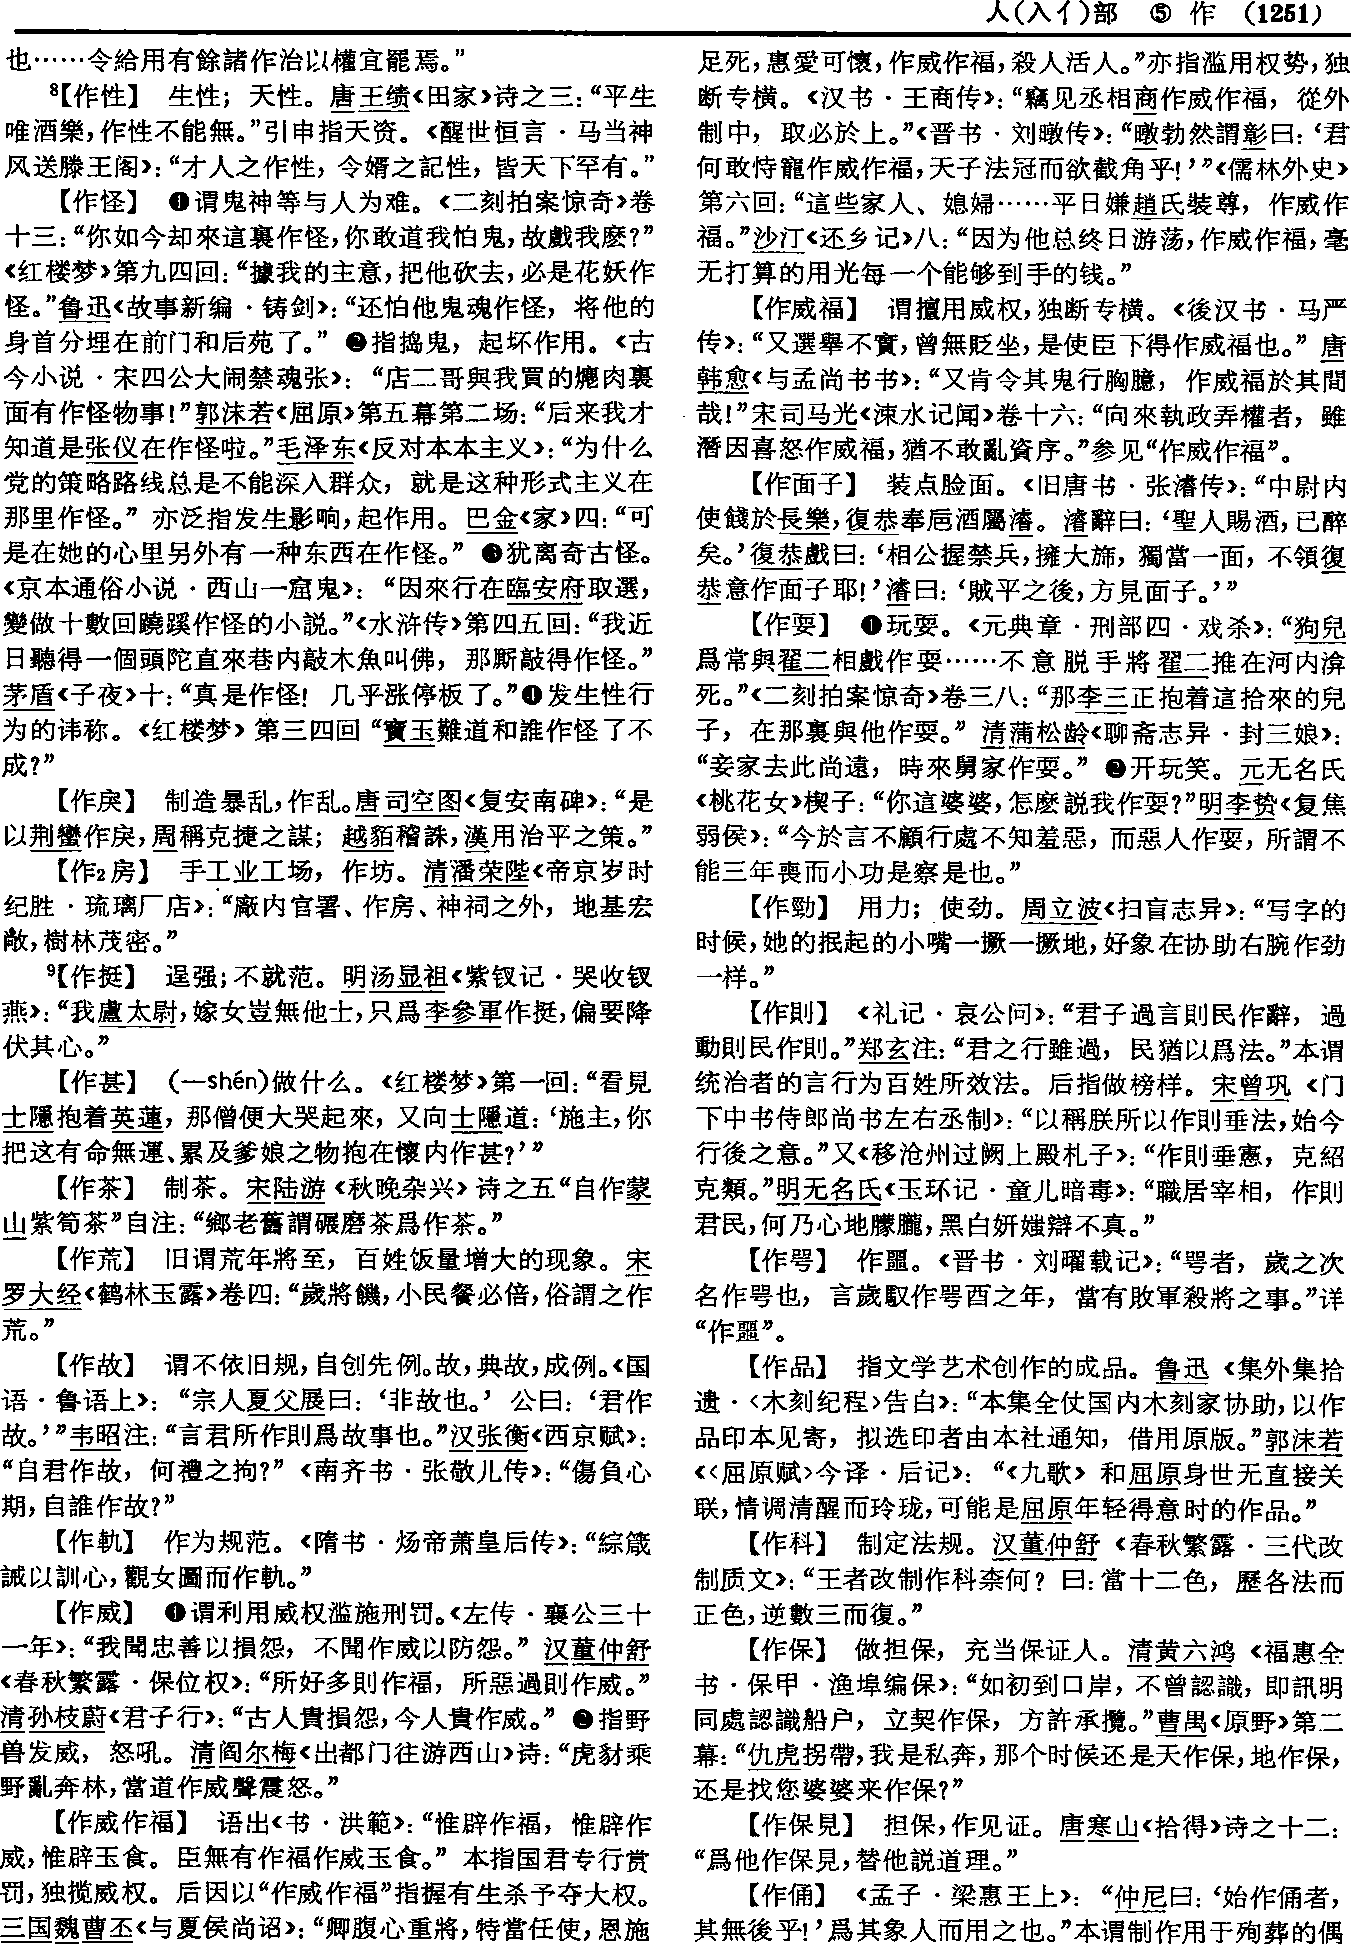 人(入亻)部 ⑤ 作 (1251)
也……令給用有餘諸作治以權宜罷焉。”
⁸【作性】 生性；天性。唐王绩《田家》诗之三：“平生
唯酒樂，作性不能無。”引申指天资。《醒世恒言·马当神
风送滕王阁》：“才人之作性，令婿之記性，皆天下罕有。”
【作怪】 ❶谓鬼神等与人为难。《二刻拍案惊奇》卷
十三：“你如今却來這裏作怪，你敢道我怕鬼，故戲我麽？”
《红楼梦》第九四回：“據我的主意，把他砍去，必是花妖作
怪。”鲁迅《故事新编·铸剑》：“还怕他鬼魂作怪，将他的
身首分埋在前门和后苑了。” ❷指捣鬼，起坏作用。《古
今小说·宋四公大闹禁魂张》：“店二哥與我買的爊肉裏
面有作怪物事！”郭沫若《屈原》第五幕第二场：“后来我才
知道是张仪在作怪啦。”毛泽东《反对本本主义》：“为什么
党的策略路线总是不能深入群众，就是这种形式主义在
那里作怪。”亦泛指发生影响，起作用。巴金《家》四：“可
是在她的心里另外有一种东西在作怪。” ❸犹离奇古怪。
《京本通俗小说·西山一窟鬼》：“因來行在臨安府取選，
變做十數回蹺蹊作怪的小説。”《水浒传》第四五回：“我近
日聽得一個頭陀直來巷内敲木魚叫佛，那厮敲得作怪。”
茅盾《子夜》十：“真是作怪！几乎涨停板了。”❹发生性行
为的讳称。《红楼梦》第三四回“寳玉難道和誰作怪了不
成？”
【作戾】 制造暴乱，作乱。唐司空图《复安南碑》：“是
以荆蠻作戾，周稱克捷之謀；越貊稽誅，漢用治平之策。”
【作₂房】 手工业工场，作坊。清潘荣陛《帝京岁时
纪胜·琉璃厂店》：“廠内官署、作房、神祠之外，地基宏
敞，樹林茂密。”
⁹【作挺】 逞强；不就范。明汤显祖《紫钗记·哭收钗
燕》：“我盧太尉，嫁女豈無他士，只爲李參軍作挺，偏要降
伏其心。”
【作甚】 (—shén)做什么。《红楼梦》第一回：“看見
士隱抱着英蓮，那僧便大哭起來，又向士隱道：‘施主，你
把这有命無運、累及爹娘之物抱在懷内作甚？’”
【作茶】 制茶。宋陆游《秋晚杂兴》诗之五“自作蒙
山紫筍茶”自注：“鄉老舊謂碾磨茶爲作茶。”
【作荒】 旧谓荒年將至，百姓饭量增大的现象。宋
罗大经《鹤林玉露》卷四：“歲將饑，小民餐必倍，俗謂之作
荒。”
【作故】 谓不依旧规，自创先例。故，典故，成例。《国
语·鲁语上》：“宗人夏父展曰：‘非故也。’公曰：‘君作
故。’”韦昭注：“言君所作則爲故事也。”汉张衡《西京赋》：
“自君作故，何禮之拘？”《南齐书·张敬儿传》：“傷負心
期，自誰作故？”
【作軌】 作为规范。《隋书·炀帝萧皇后传》：“綜箴
誡以訓心，觀女圖而作軌。”
【作威】 ❶谓利用威权滥施刑罚。《左传·襄公三十
一年》：“我聞忠善以損怨，不聞作威以防怨。”汉董仲舒
《春秋繁露·保位权》：“所好多則作福，所惡過則作威。”
清孙枝蔚《君子行》：“古人貴損怨，今人貴作威。” ❷指野
兽发威，怒吼。清阎尔梅《出都门往游西山》诗：“虎豺乘
野亂奔林，當道作威聲震怒。”
【作威作福】 语出《书·洪範》：“惟辟作福，惟辟作
威，惟辟玉食。臣無有作福作威玉食。”本指国君专行赏
罚，独揽威权。后因以“作威作福”指握有生杀予夺大权。
三国魏曹丕《与夏侯尚诏》：“卿腹心重將，特當任使，恩施
足死，惠愛可懷，作威作福，殺人活人。”亦指滥用权势，独
断专横。《汉书·王商传》：“竊见丞相商作威作福，從外
制中，取必於上。”《晋书·刘暾传》：“暾勃然謂彰曰：‘君
何敢恃寵作威作福，天子法冠而欲截角乎！’”《儒林外史》
第六回：“這些家人、媳婦……平日嫌趙氏裝尊，作威作
福。”沙汀《还乡记》八：“因为他总终日游荡，作威作福，毫
无打算的用光每一个能够到手的钱。”
【作威福】 谓擅用威权，独断专横。《後汉书·马严
传》：“又選舉不實，曾無貶坐，是使臣下得作威福也。”唐
韩愈《与孟尚书书》：“又肯令其鬼行胸臆，作威福於其間
哉！”宋司马光《涑水记闻》卷十六：“向來執政弄權者，雖
潛因喜怒作威福，猶不敢亂資序。”参见“作威作福”。
【作面子】 装点脸面。《旧唐书·张濬传》：“中尉内
使餞於長樂，復恭奉卮酒屬濬。濬辭曰：‘聖人賜酒，已醉
矣。’復恭戲曰：‘相公握禁兵，擁大旆，獨當一面，不領復
恭意作面子耶！’濬曰：‘賊平之後，方見面子。’”
【作耍】 ❶玩耍。《元典章·刑部四·戏杀》：“狗兒
爲常與翟二相戲作耍……不意脱手將翟二推在河内渰
死。”《二刻拍案惊奇》卷三八：“那李三正抱着這拾來的兒
子，在那裏與他作耍。”清蒲松龄《聊斋志异·封三娘》：
“妾家去此尚遠，時來舅家作耍。” ❷开玩笑。元无名氏
《桃花女》楔子：“你這婆婆，怎麽説我作耍？”明李贽《复焦
弱侯》：“今於言不顧行處不知羞惡，而惡人作耍，所謂不
能三年喪而小功是察是也。”
【作勁】 用力；使劲。周立波《扫盲志异》：“写字的
时候，她的抿起的小嘴一撅一撅地，好象在协助右腕作劲
一样。”
【作則】 《礼记·哀公问》：“君子過言則民作辭，過
動則民作則。”郑玄注：“君之行雖過，民猶以爲法。”本谓
统治者的言行为百姓所效法。后指做榜样。宋曾巩《门
下中书侍郎尚书左右丞制》：“以稱朕所以作則垂法，始今
行後之意。”又《移沧州过阙上殿札子》：“作則垂憲，克紹
克類。”明无名氏《玉环记·童儿暗毒》：“職居宰相，作則
君民，何乃心地朦朧，黑白妍媸辯不真。”
【作咢】 作噩。《晋书·刘曜载记》：“咢者，歲之次
名作咢也，言歲馭作咢酉之年，當有敗軍殺將之事。”详
“作噩”。
【作品】 指文学艺术创作的成品。鲁迅《集外集拾
遗·〈木刻纪程〉告白》：“本集全仗国内木刻家协助，以作
品印本见寄，拟选印者由本社通知，借用原版。”郭沫若
《〈屈原赋〉今译·后记》：“《九歌》和屈原身世无直接关
联，情调清醒而玲珑，可能是屈原年轻得意时的作品。”
【作科】 制定法规。汉董仲舒《春秋繁露·三代改
制质文》：“王者改制作科柰何？曰：當十二色，歷各法而
正色，逆數三而復。”
【作保】 做担保，充当保证人。清黄六鸿《福惠全
书·保甲·渔埠编保》：“如初到口岸，不曾認識，即訊明
同處認識船户，立契作保，方許承攬。”曹禺《原野》第二
幕：“仇虎拐帶，我是私奔，那个时候还是天作保，地作保，
还是找您婆婆来作保？”
【作保見】 担保，作见证。唐寒山《拾得》诗之十二：
“爲他作保見，替他説道理。”
【作俑】 《孟子·梁惠王上》：“仲尼曰：‘始作俑者，
其無後乎！’爲其象人而用之也。”本谓制作用于殉葬的偶